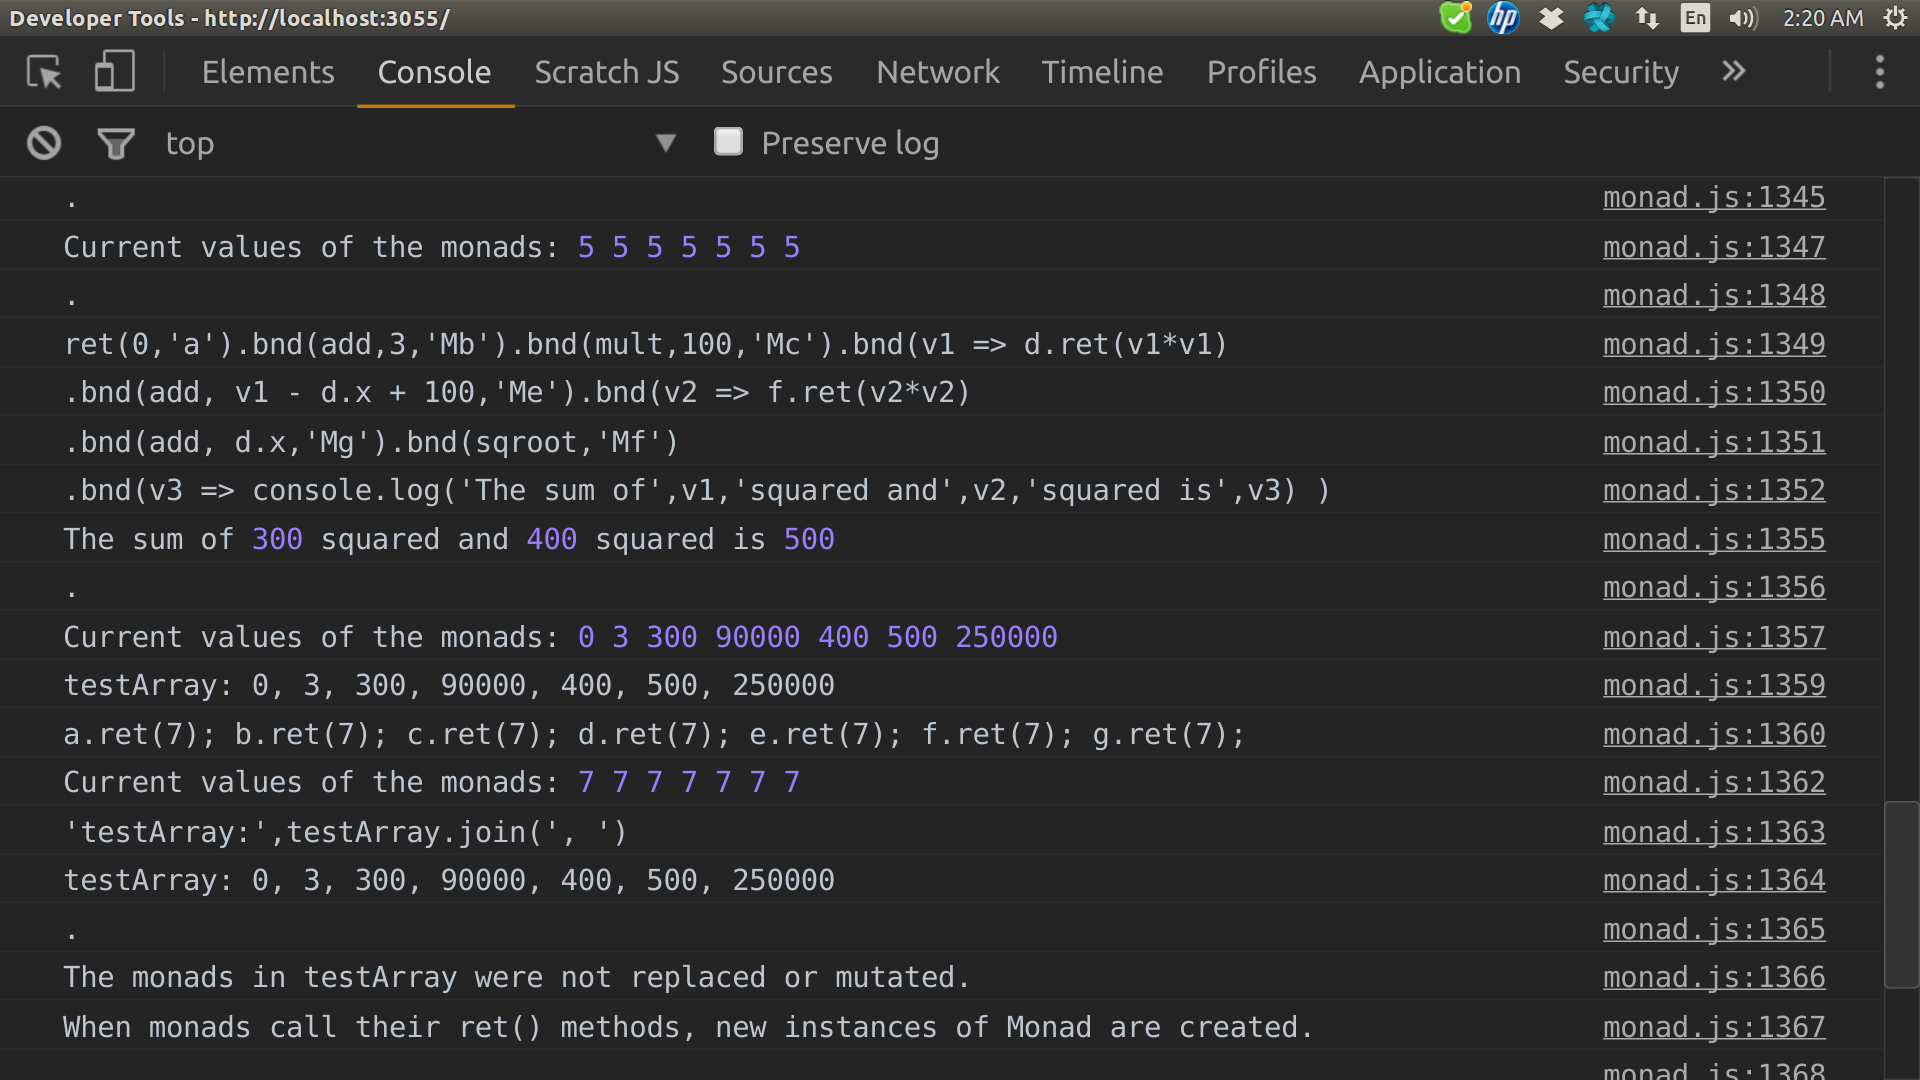 Developer Tools - http://localhost:3055/ hp En 2:20 AM
Elements Console Scratch JS Sources Network Timeline Profiles Application Security »
top ▼ Preserve log
. monad.js:1345
Current values of the monads: 5 5 5 5 5 5 5 monad.js:1347
. monad.js:1348
ret(0,'a').bnd(add,3,'Mb').bnd(mult,100,'Mc').bnd(v1 => d.ret(v1*v1) monad.js:1349
.bnd(add, v1 - d.x + 100,'Me').bnd(v2 => f.ret(v2*v2) monad.js:1350
.bnd(add, d.x,'Mg').bnd(sqroot,'Mf') monad.js:1351
.bnd(v3 => console.log('The sum of',v1,'squared and',v2,'squared is',v3) ) monad.js:1352
The sum of 300 squared and 400 squared is 500 monad.js:1355
. monad.js:1356
Current values of the monads: 0 3 300 90000 400 500 250000 monad.js:1357
testArray: 0, 3, 300, 90000, 400, 500, 250000 monad.js:1359
a.ret(7); b.ret(7); c.ret(7); d.ret(7); e.ret(7); f.ret(7); g.ret(7); monad.js:1360
Current values of the monads: 7 7 7 7 7 7 7 monad.js:1362
'testArray:',testArray.join(', ') monad.js:1363
testArray: 0, 3, 300, 90000, 400, 500, 250000 monad.js:1364
. monad.js:1365
The monads in testArray were not replaced or mutated. monad.js:1366
When monads call their ret() methods, new instances of Monad are created. monad.js:1367
monad.js:1368